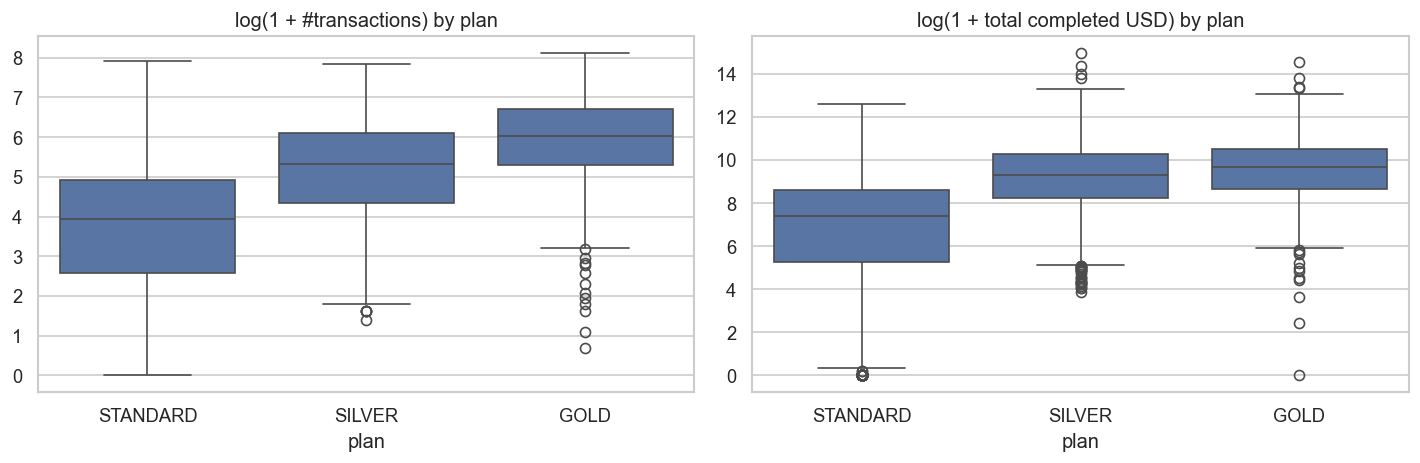 log(1 + #transactions) by plan
8
7
6
5
4
3
2
1
0
STANDARD SILVER GOLD
plan
log(1 + total completed USD) by plan
14
12
10
8
6
4
2
0
STANDARD SILVER GOLD
plan